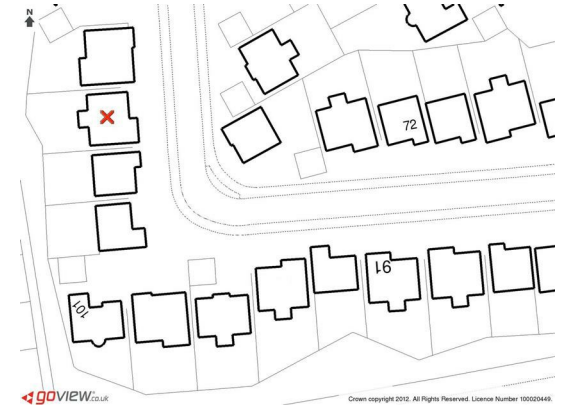 N
72
91
101
goview.co.uk
Crown copyright 2012. All Rights Reserved. Licence Number 100020449.